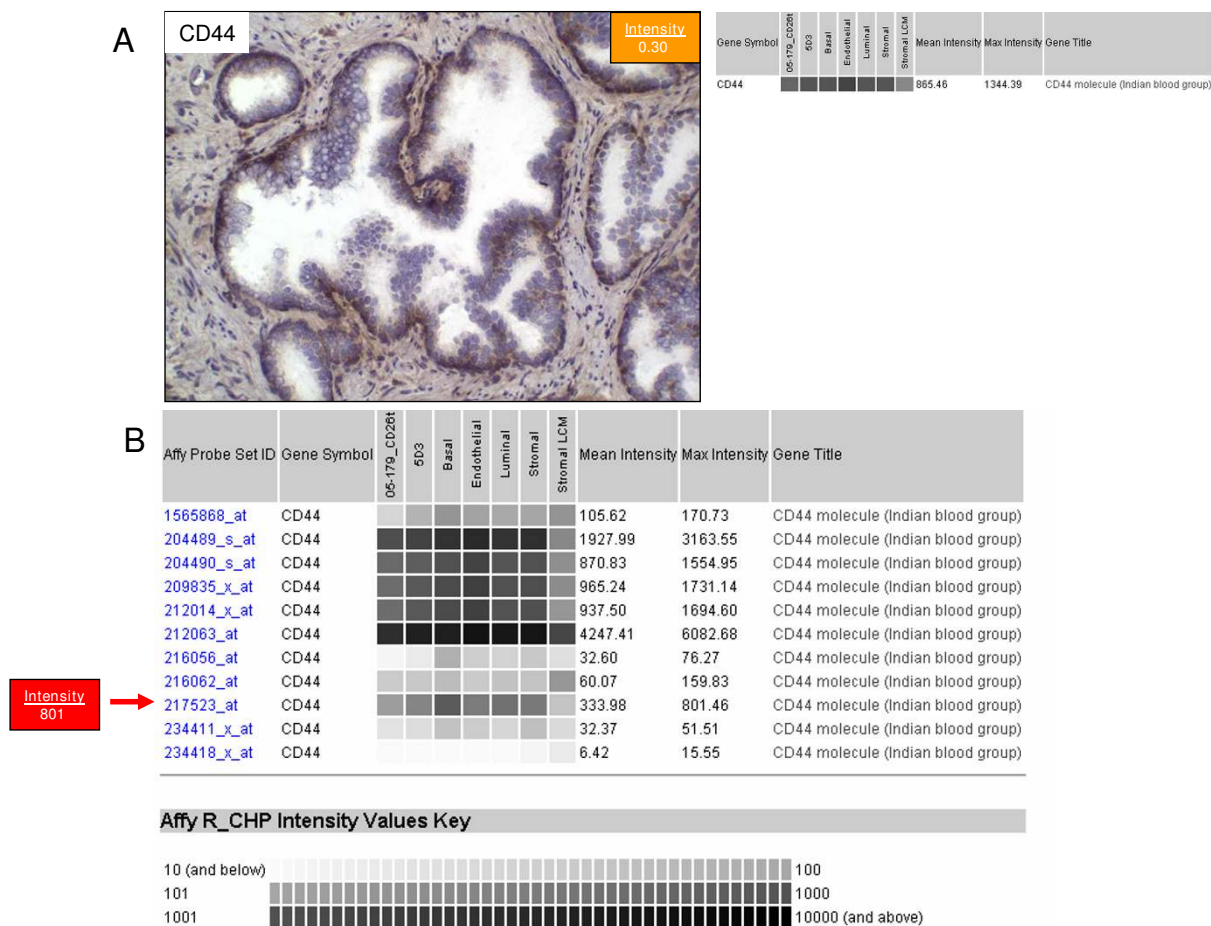 A
CD44
Intensity
0.30
Gene Symbol 05-179_CD26t 5D3 Basal Endothelial Luminal Stromal Stromal LCM Mean Intensity Max Intensity Gene Title
CD44 865.46 1344.39 CD44 molecule (Indian blood group)
B
Affy Probe Set ID Gene Symbol 05-179_CD26t 5D3 Basal Endothelial Luminal Stromal Stromal LCM Mean Intensity Max Intensity Gene Title
1565868_at CD44 105.62 170.73 CD44 molecule (Indian blood group)
204489_s_at CD44 1927.99 3163.55 CD44 molecule (Indian blood group)
204490_s_at CD44 870.83 1554.95 CD44 molecule (Indian blood group)
209835_x_at CD44 965.24 1731.14 CD44 molecule (Indian blood group)
212014_x_at CD44 937.50 1694.60 CD44 molecule (Indian blood group)
212063_at CD44 4247.41 6082.68 CD44 molecule (Indian blood group)
216056_at CD44 32.60 76.27 CD44 molecule (Indian blood group)
216062_at CD44 60.07 159.83 CD44 molecule (Indian blood group)
Intensity
801
217523_at CD44 333.98 801.46 CD44 molecule (Indian blood group)
234411_x_at CD44 32.37 51.51 CD44 molecule (Indian blood group)
234418_x_at CD44 6.42 15.55 CD44 molecule (Indian blood group)
Affy R_CHP Intensity Values Key
10 (and below) 100
101 1000
1001 10000 (and above)